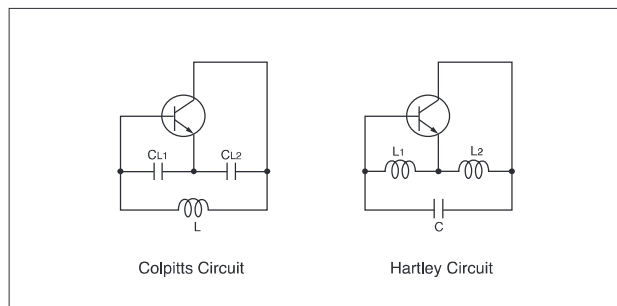 CL1 CL2
L
Colpitts Circuit
L1 L2
C
Hartley Circuit